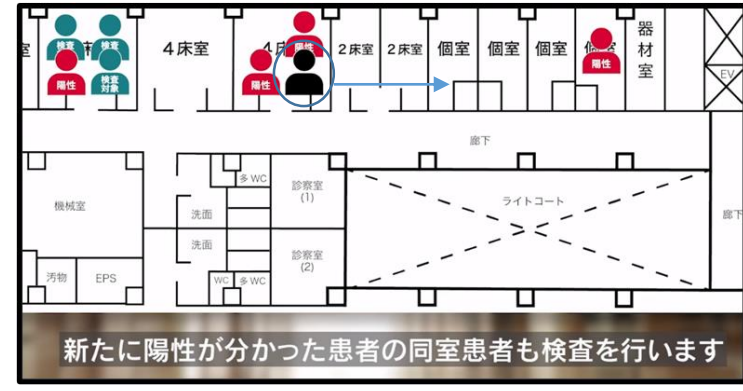 室
検査
検査
陽性
検査
対象
4床室
4床室
陽性
陽性
2床室
2床室
個室
個室
個室
個室
陽性
器材室
EV
廊下
機械室
多WC
洗面
診察室
(1)
ライトコート
廊下
洗面
診察室
(2)
汚物
EPS
WC
多WC
新たに陽性が分かった患者の同室患者も検査を行います